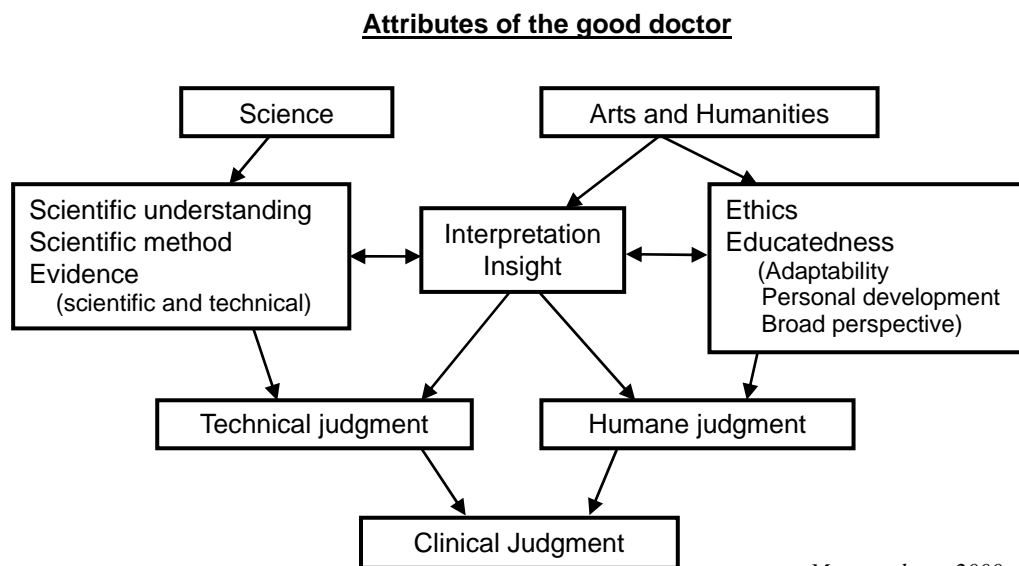 Attributes of the good doctor
Science
Arts and Humanities
Scientific understanding
Scientific method
Evidence
(scientific and technical)
Interpretation
Insight
Ethics
Educatedness
(Adaptability
Personal development
Broad perspective)
Technical judgment
Humane judgment
Clinical Judgment